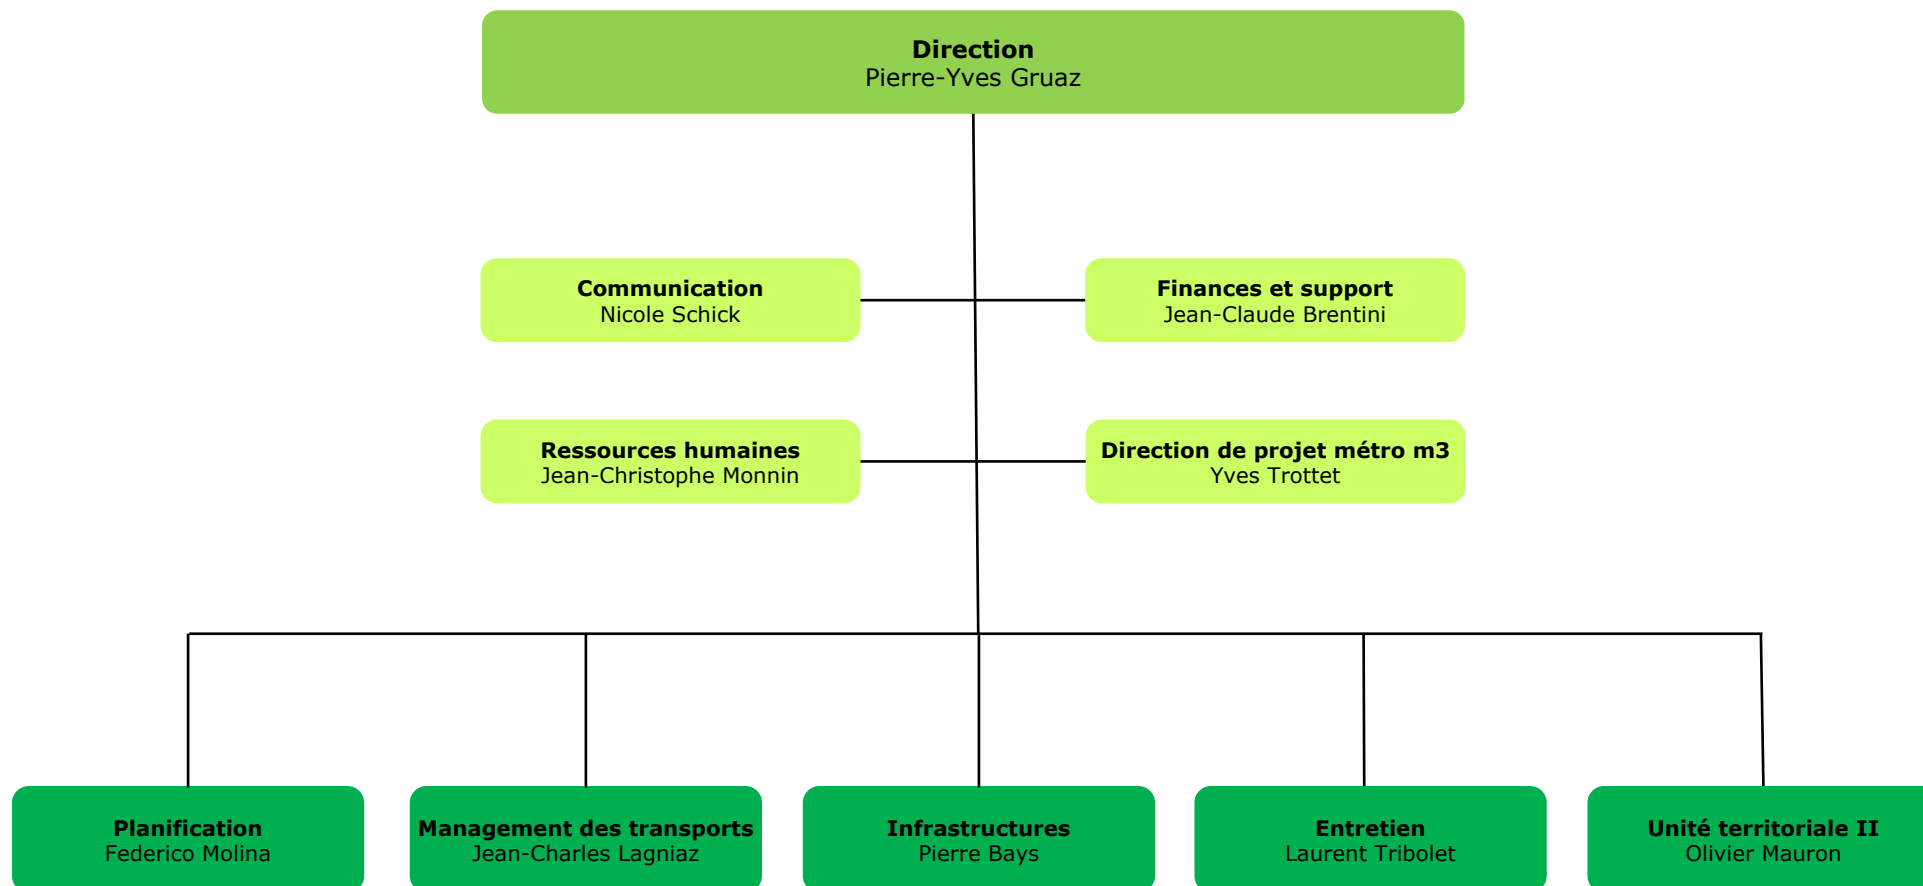 Direction
Pierre-Yves Gruaz
Communication
Nicole Schick
Finances et support
Jean-Claude Brentini
Ressources humaines
Jean-Christophe Monnin
Direction de projet métro m3
Yves Trottet
Planification
Federico Molina
Management des transports
Jean-Charles Lagniaz
Infrastructures
Pierre Bays
Entretien
Laurent Tribolet
Unité territoriale II
Olivier Mauron